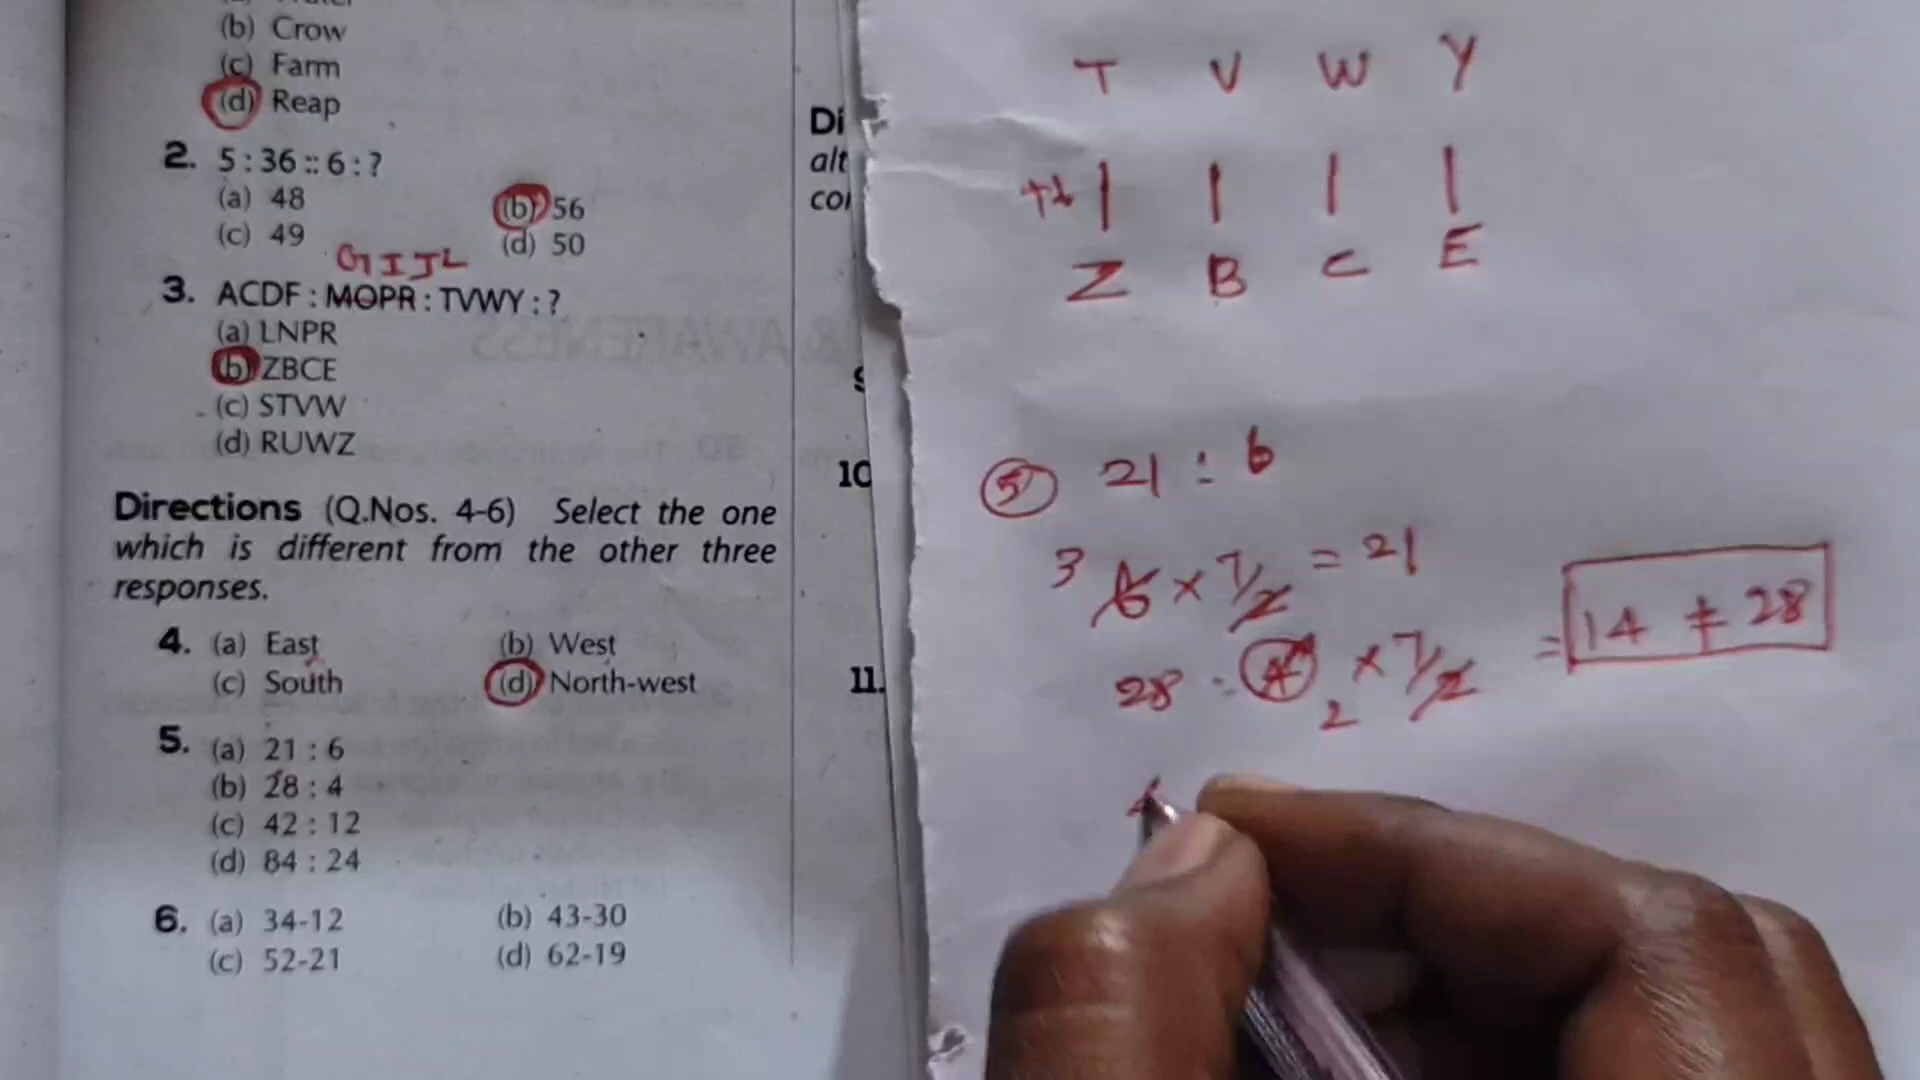 (b) Crow
(c) Farm
(d) Reap
2. 5 : 36 :: 6 : ?
(a) 48
(b) 56
(c) 49
(d) 50
GIJL
3. ACDF : MOPR : TVWY : ?
(a) LNPR
(b) ZBCE
(c) STVW
(d) RUWZ
Directions (Q.Nos. 4-6) Select the one
which is different from the other three
responses.
4. (a) East
(b) West
(c) South
(d) North-west
5. (a) 21 : 6
(b) 28 : 4
(c) 42 : 12
(d) 84 : 24
6. (a) 34-12
(b) 43-30
(c) 52-21
(d) 62-19
Di
alt
10
11.
T V W Y
Z B C E
5 21 : 6
3 6 × 7/2 = 21
28 : 4 × 7/2 = 14 ≠ 28
2